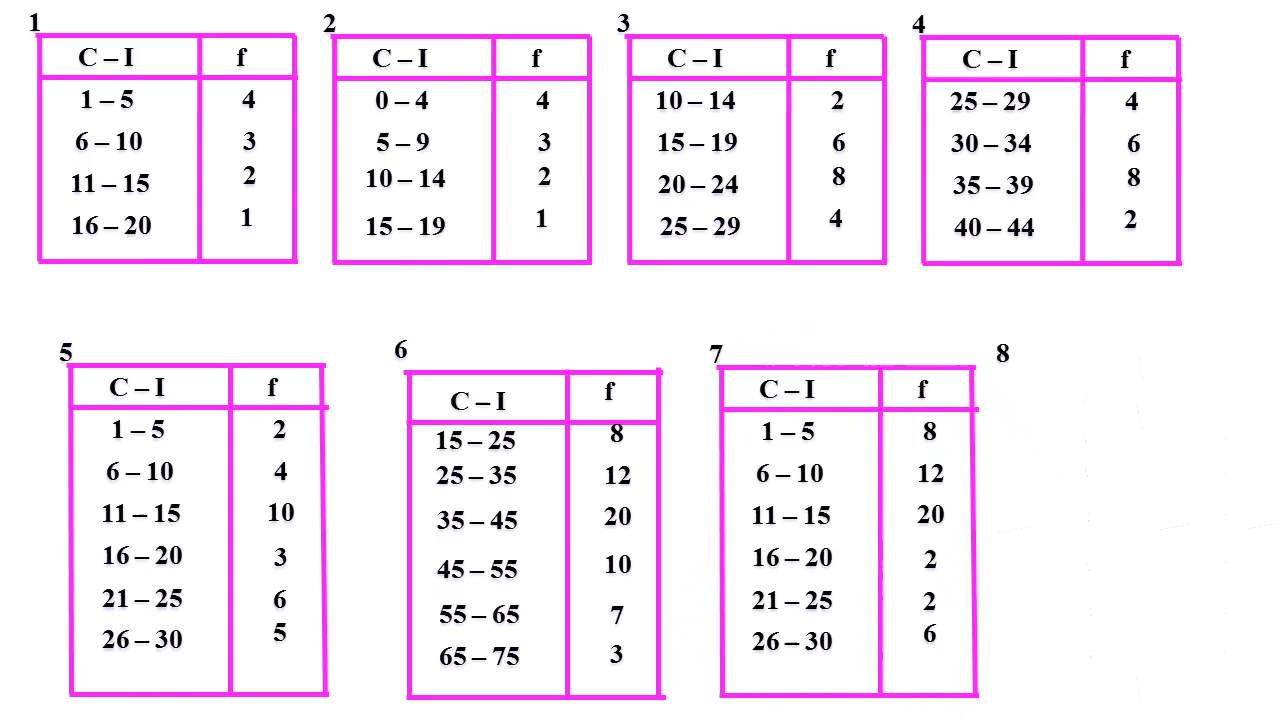 1
C – I f
1 – 5 4
6 – 10 3
11 – 15 2
16 – 20 1
2
C – I f
0 – 4 4
5 – 9 3
10 – 14 2
15 – 19 1
3
C – I f
10 – 14 2
15 – 19 6
20 – 24 8
25 – 29 4
4
C – I f
25 – 29 4
30 – 34 6
35 – 39 8
40 – 44 2
5
C – I f
1 – 5 2
6 – 10 4
11 – 15 10
16 – 20 3
21 – 25 6
26 – 30 5
6
C – I f
15 – 25 8
25 – 35 12
35 – 45 20
45 – 55 10
55 – 65 7
65 – 75 3
7
C – I f
1 – 5 8
6 – 10 12
11 – 15 20
16 – 20 2
21 – 25 2
26 – 30 6
8